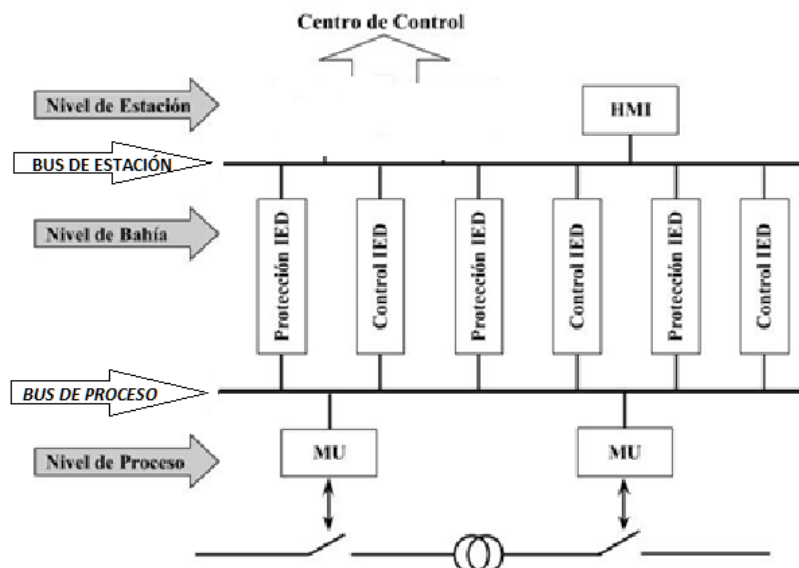 Centro de Control
Nivel de Estación
HMI
BUS DE ESTACIÓN
Nivel de Bahía
Protección IED
Control IED
Protección IED
Control IED
Protección IED
Control IED
BUS DE PROCESO
Nivel de Proceso
MU
MU